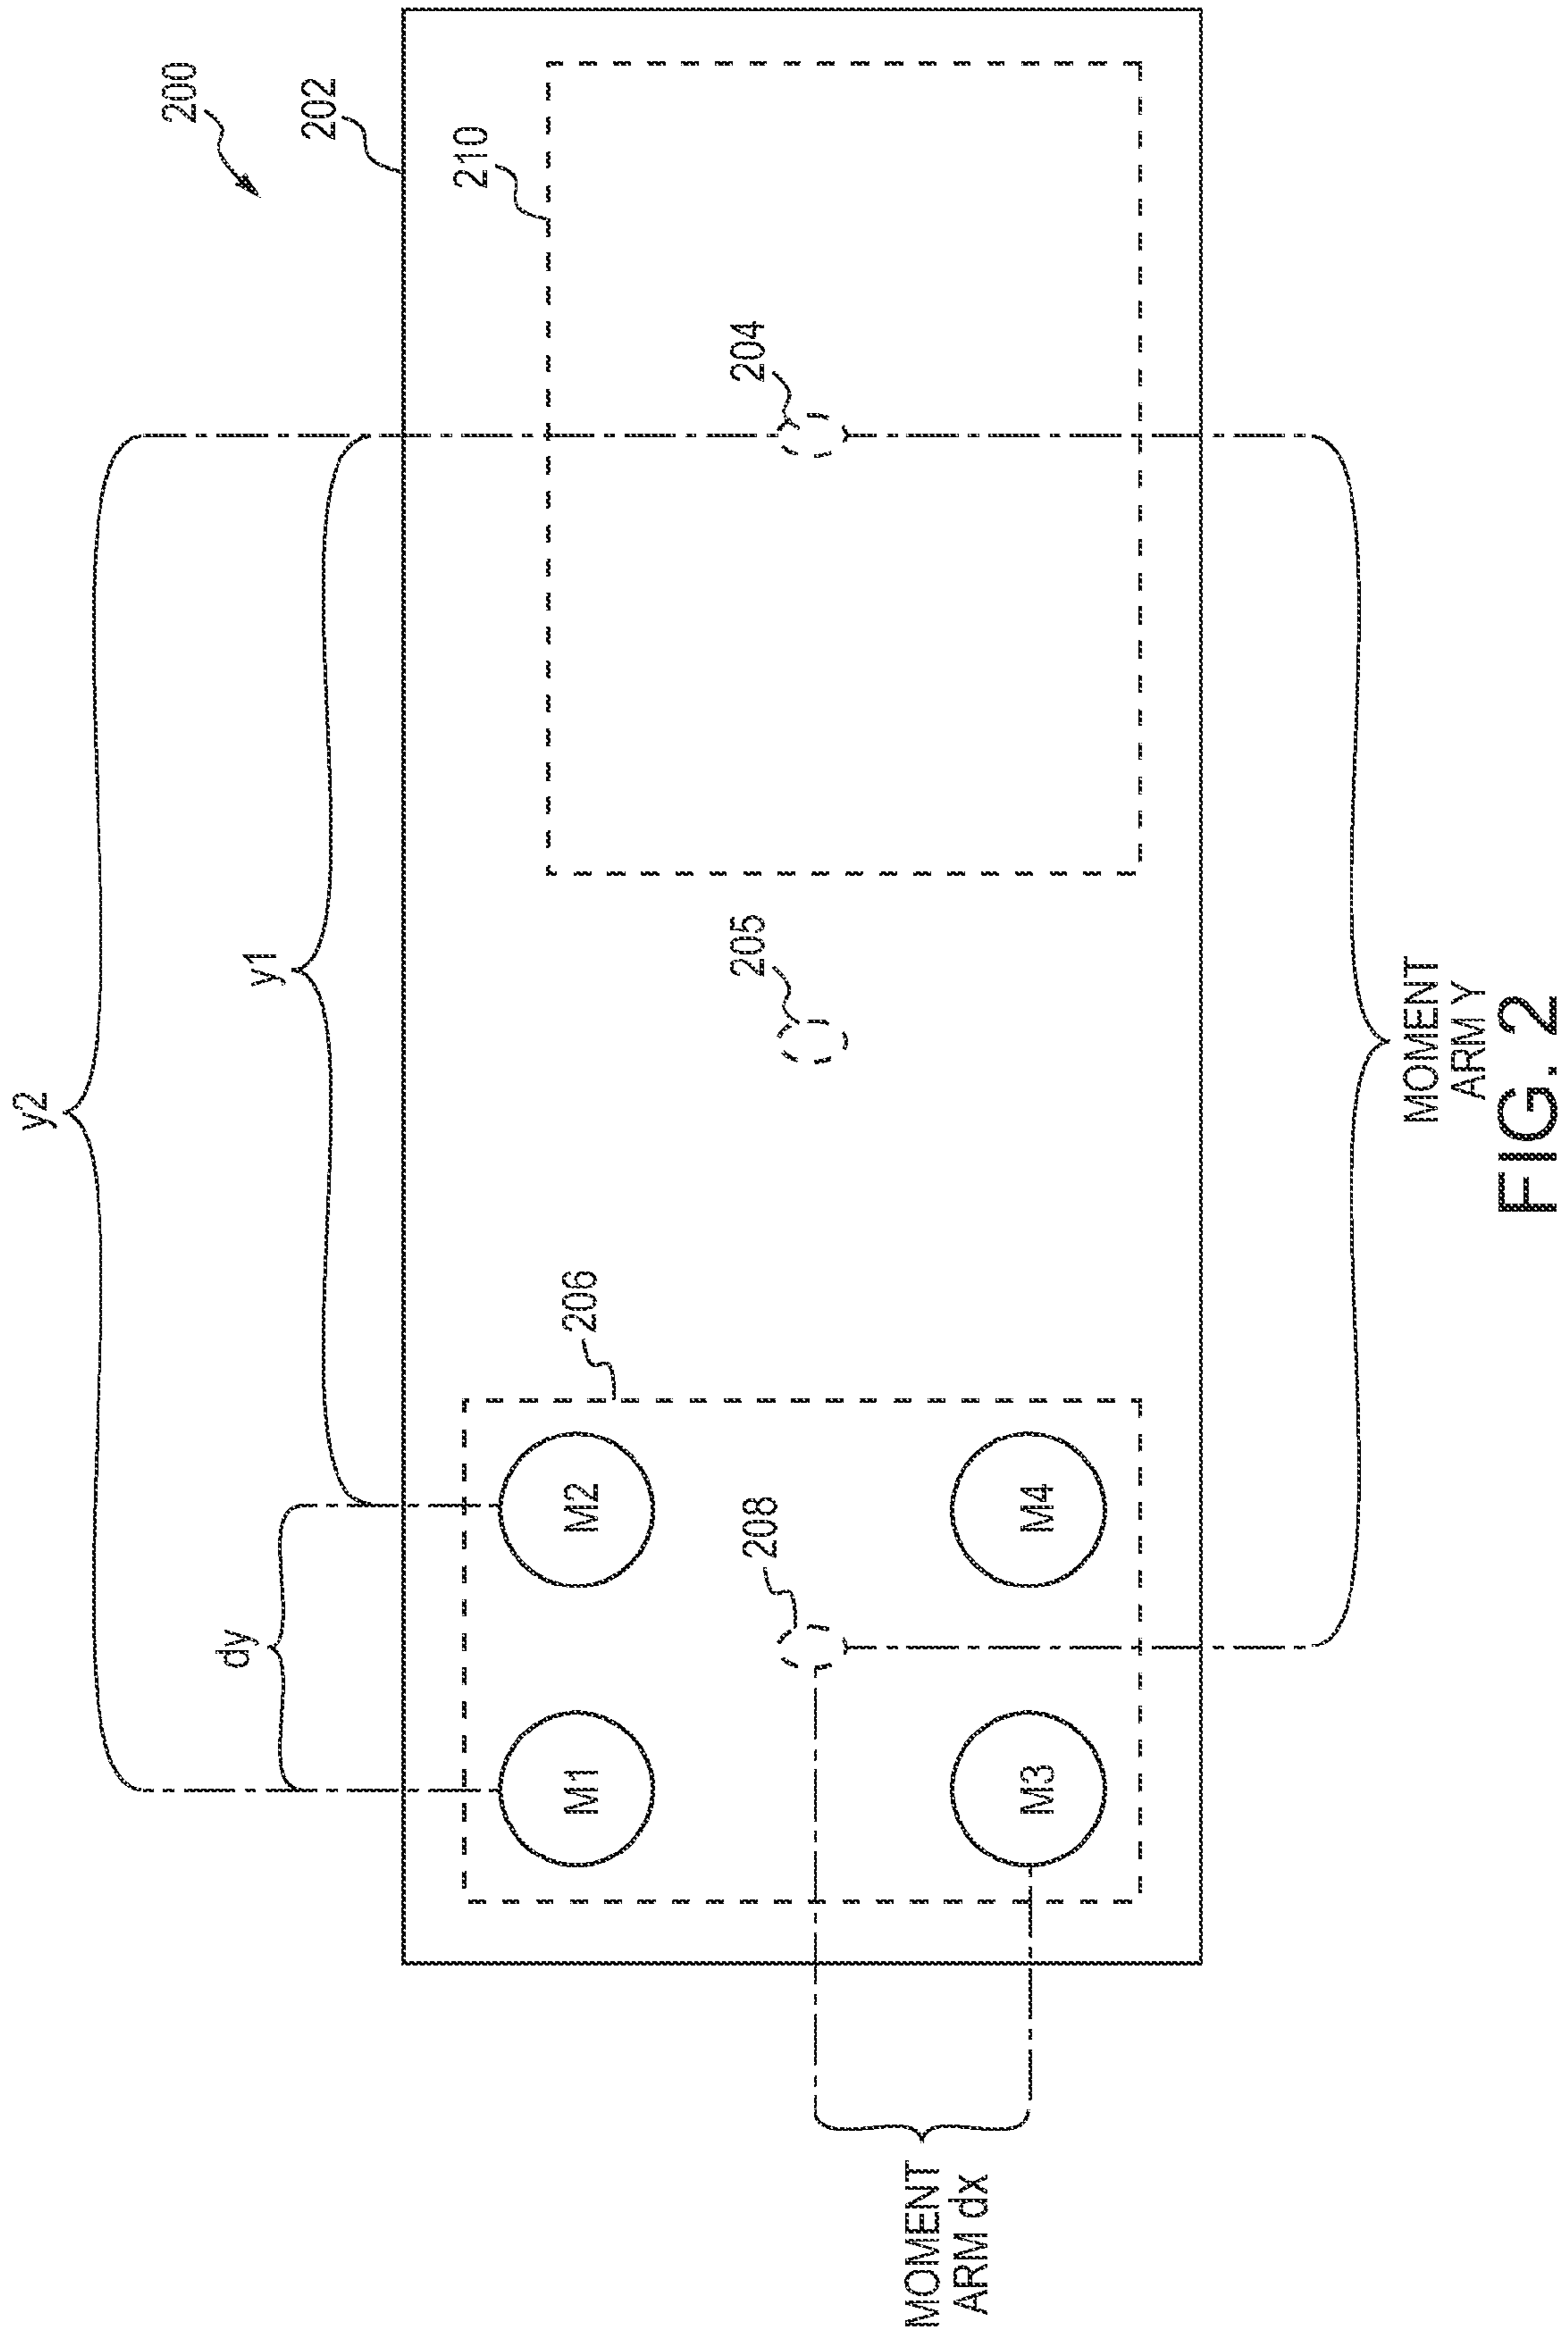 200
202
210
204
y2
y1
205
206
dy
208
M1
M2
M3
M4
MOMENT
ARM dx
MOMENT
ARM Y
FIG. 2